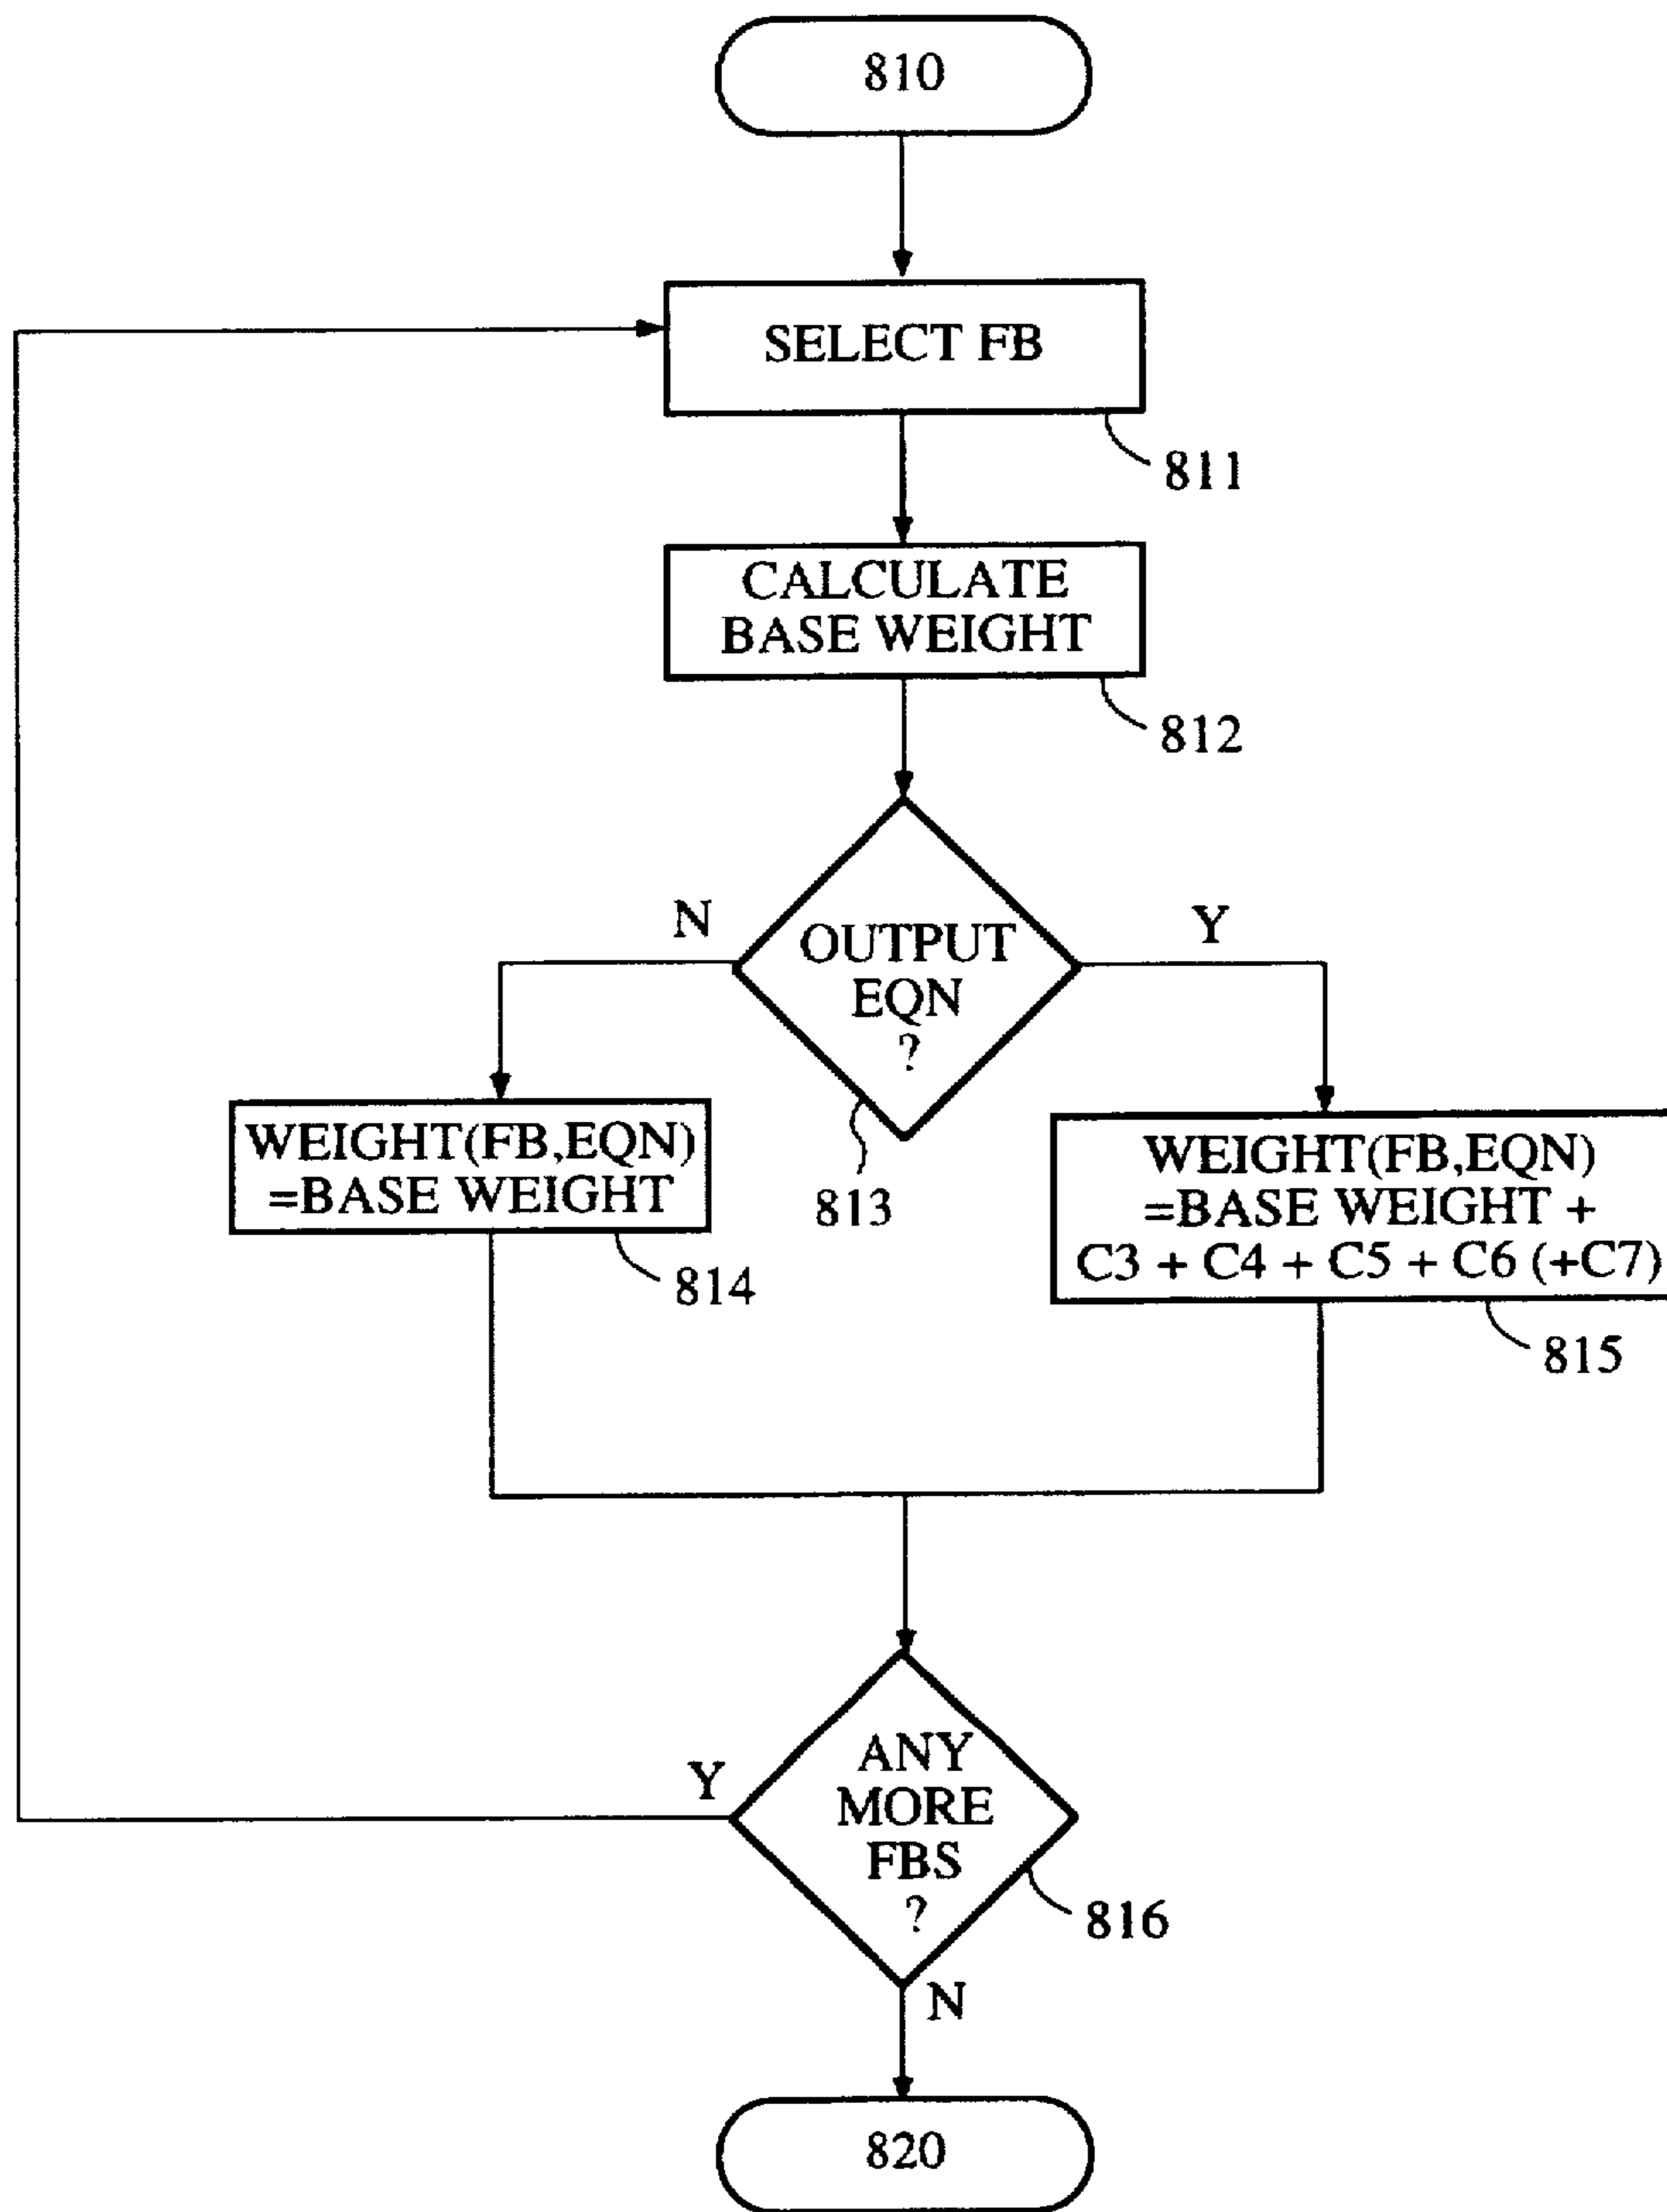 810
SELECT FB
811
CALCULATE
BASE WEIGHT
812
N
Y
OUTPUT
EQN
?
813
WEIGHT(FB,EQN)
=BASE WEIGHT
814
WEIGHT(FB,EQN)
=BASE WEIGHT +
C3 + C4 + C5 + C6 (+C7)
815
Y
ANY
MORE
FBS
?
816
N
820